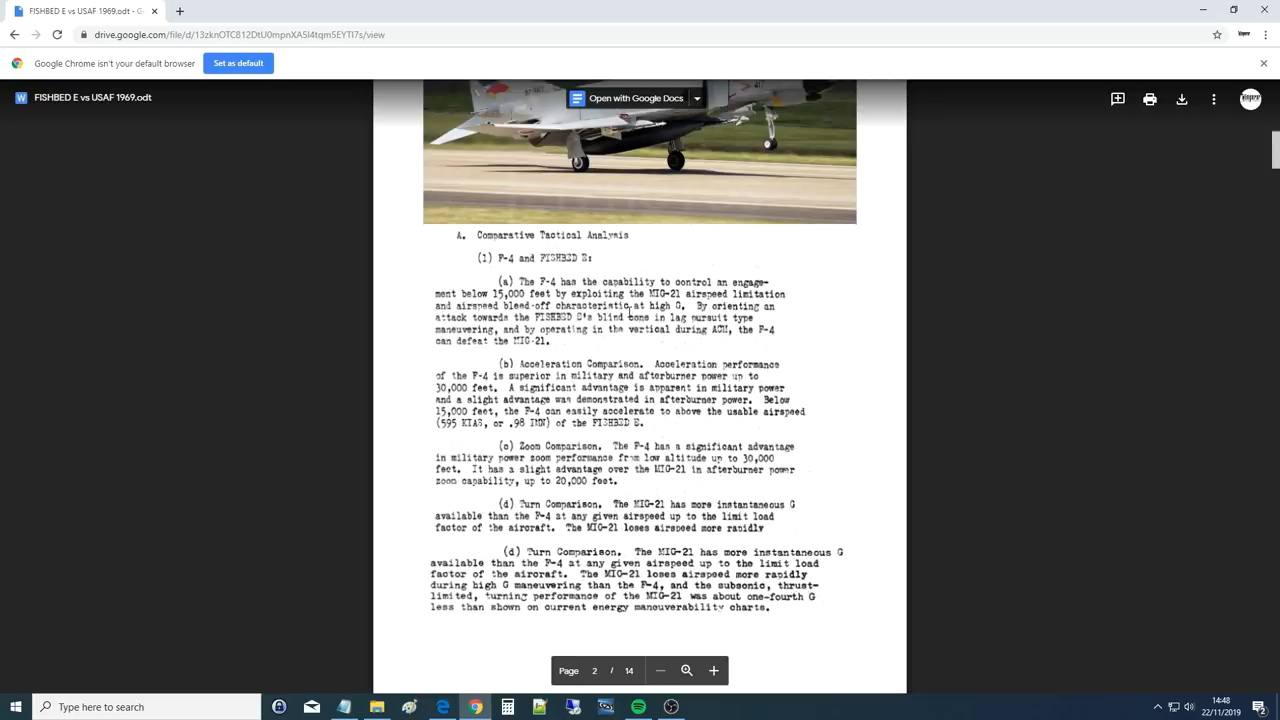 FISHBED E vs USAF 1969.odt - G
drive.google.com/file/d/13zknOTC812DtU0mpnXA5l4tqm5EYTI7s/view
Google Chrome isn't your default browser Set as default
FISHBED E vs USAF 1969.odt
Open with Google Docs
A. Comparative Tactical Analysis
(1) F-4 and FISHBED E:
(a) The F-4 has the capability to control an engage-
ment below 15,000 feet by exploiting the MIG-21 airspeed limitation
and airspeed bleed-off characteristic at high G. By orienting an
attack towards the FISHBED E's blind cone in lag pursuit type
maneuvering, and by operating in the vertical during ACM, the F-4
can defeat the MIG-21.
(b) Acceleration Comparison. Acceleration performance
of the F-4 is superior in military and afterburner power up to
30,000 feet. A significant advantage is apparent in military power
and a slight advantage was demonstrated in afterburner power. Below
15,000 feet, the F-4 can easily accelerate to above the usable airspeed
(595 KIAS, or .98 IMN) of the FISHBED E.
(c) Zoom Comparison. The F-4 has a significant advantage
in military power zoom performance from low altitude up to 30,000
feet. It has a slight advantage over the MIG-21 in afterburner power
zoom capability, up to 20,000 feet.
(d) Turn Comparison. The MIG-21 has more instantaneous G
available than the F-4 at any given airspeed up to the limit load
factor of the aircraft. The MIG-21 loses airspeed more rapidly
(d) Turn Comparison. The MIG-21 has more instantaneous G
available than the F-4 at any given airspeed up to the limit load
factor of the aircraft. The MIG-21 loses airspeed more rapidly
during high G maneuvering than the F-4, and the subsonic, thrust-
limited, turning performance of the MIG-21 was about one-fourth G
less than shown on current energy maneuverability charts.
Page 2 / 14
Type here to search
14:48
22/11/2019
2